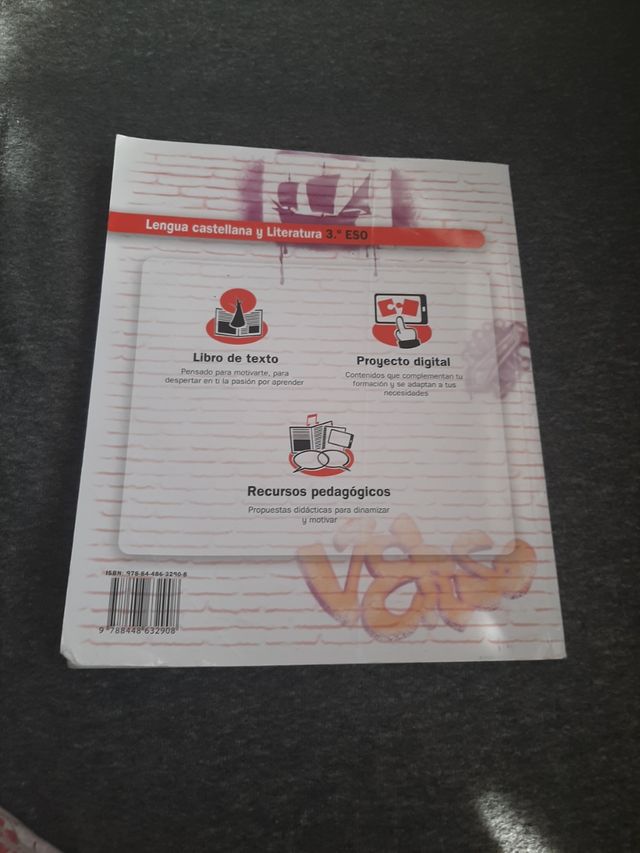 Lengua castellana y Literatura 3.º ESO
Libro de texto
Pensado para motivarte, para
despertar en ti la pasión por aprender
Proyecto digital
Contenidos que complementan tu
formación y se adaptan a tus
necesidades
Recursos pedagógicos
Propuestas didácticas para dinamizar
y motivar
ISBN: 978-84-486-3290-8
9 788448 632908